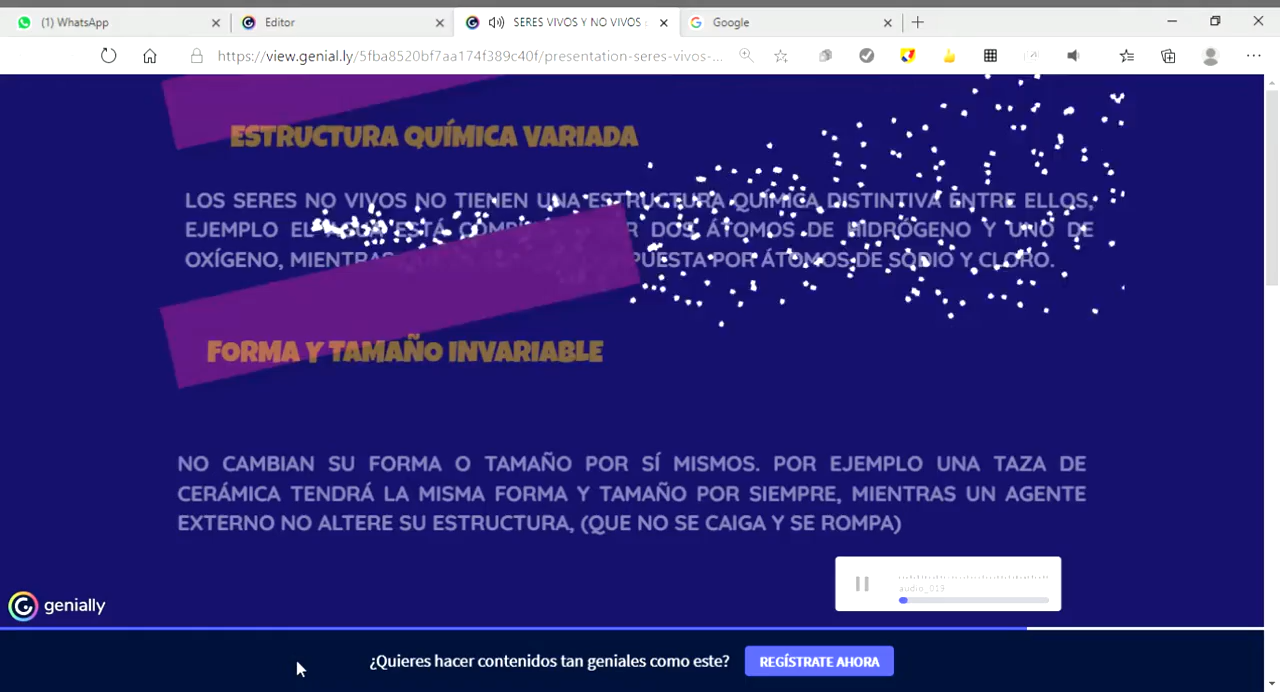 (1) WhatsApp
Editor
SERES VIVOS Y NO VIVOS
Google
https://view.genial.ly/5fba8520bf7aa174f389c40f/presentation-seres-vivos-...
ESTRUCTURA QUÍMICA VARIADA
LOS SERES NO VIVOS NO TIENEN UNA ESTRUCTURA QUÍMICA DISTINTIVA ENTRE ELLOS,
EJEMPLO EL AGUA ESTÁ DOS ÁTOMOS DE HIDRÓGENO Y UNO DE
OXÍGENO, MIENTRAS POR ÁTOMOS DE SODIO Y CLORO.
FORMA Y TAMAÑO INVARIABLE
NO CAMBIAN SU FORMA O TAMAÑO POR SÍ MISMOS. POR EJEMPLO UNA TAZA DE
CERÁMICA TENDRÁ LA MISMA FORMA Y TAMAÑO POR SIEMPRE, MIENTRAS UN AGENTE
EXTERNO NO ALTERE SU ESTRUCTURA, (QUE NO SE CAIGA Y SE ROMPA)
audio_019
genially
¿Quieres hacer contenidos tan geniales como este?
REGÍSTRATE AHORA